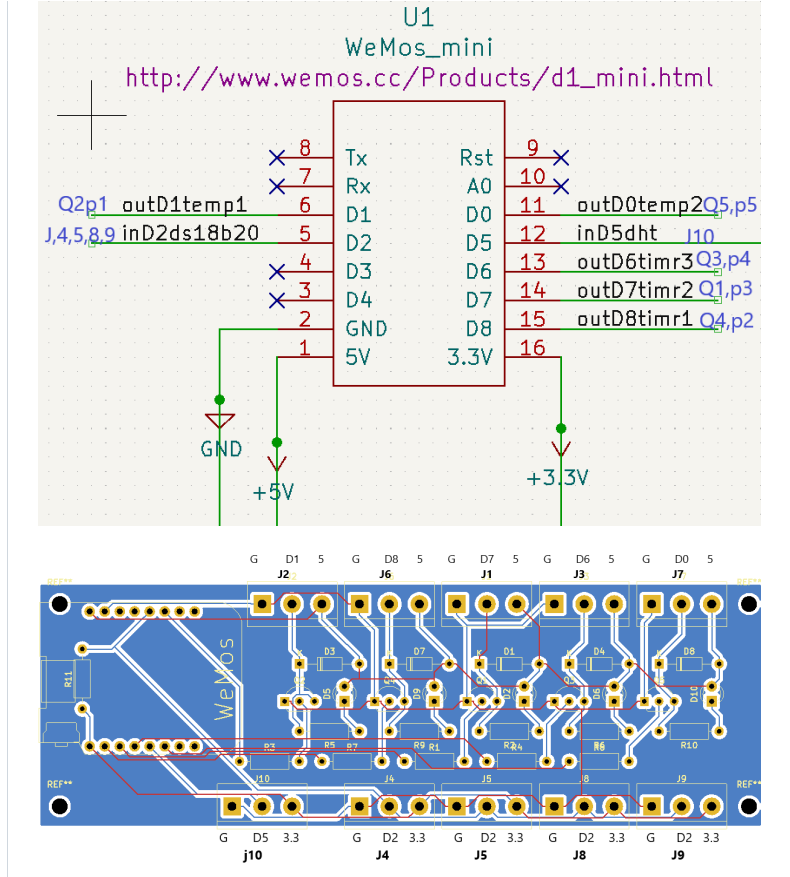 U1
WeMos_mini
http://www.wemos.cc/Products/d1_mini.html
8 Tx Rst 9
7 Rx A0 10
Q2p1 outD1temp1 6 D1 D0 11 outD0temp2 Q5,p5
J,4,5,8,9 inD2ds18b20 5 D2 D5 12 inD5dht J10
4 D3 D6 13 outD6timr3 Q3,p4
3 D4 D7 14 outD7timr2 Q1,p3
2 GND D8 15 outD8timr1 Q4,p2
1 5V 3.3V 16
GND
+5V
+3.3V
G D1 5 G D8 5 G D7 5 G D6 5 G D0 5
J2 J6 J1 J3 J7
REF** REF**
WeMos
D3 D7 D1 D4 D8
K K K K K
R11
D5 D9 D2 D6 D10
R3 R5 R7 R9 R1 R4 R10
J10 J4 J5 J8 J9
REF** REF**
G D5 3.3 G D2 3.3 G D2 3.3 G D2 3.3 G D2 3.3
j10 J4 J5 J8 J9